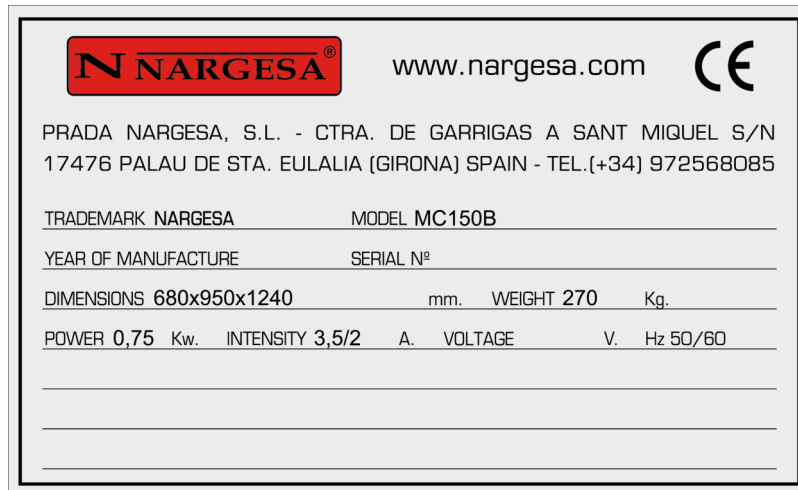 N NARGESA® www.nargesa.com CE
PRADA NARGESA, S.L. - CTRA. DE GARRIGAS A SANT MIQUEL S/N
17476 PALAU DE STA. EULALIA (GIRONA) SPAIN - TEL.(+34) 972568085
TRADEMARK NARGESA MODEL MC150B
YEAR OF MANUFACTURE SERIAL Nº
DIMENSIONS 680x950x1240 mm. WEIGHT 270 Kg.
POWER 0,75 Kw. INTENSITY 3,5/2 A. VOLTAGE V. Hz 50/60